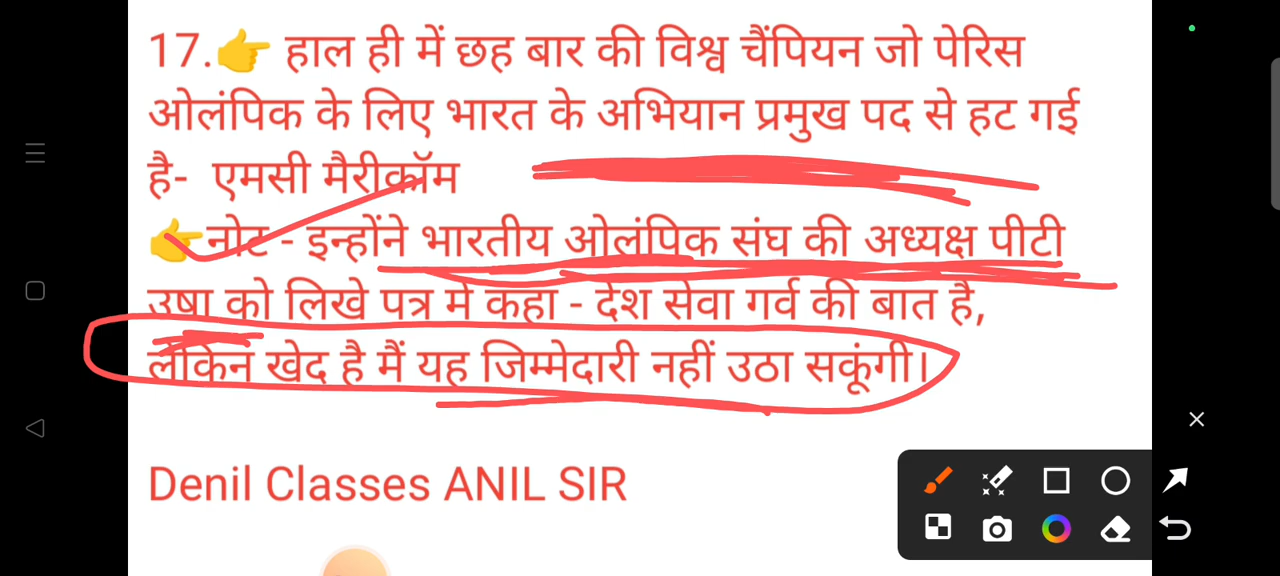 17.👉 हाल ही में छह बार की विश्व चैंपियन जो पेरिस
ओलंपिक के लिए भारत के अभियान प्रमुख पद से हट गई
है- एमसी मैरीकॉम
👉नोट - इन्होंने भारतीय ओलंपिक संघ की अध्यक्ष पीटी
उषा को लिखे पत्र में कहा - देश सेवा गर्व की बात है,
लेकिन खेद है मैं यह जिम्मेदारी नहीं उठा सकूंगी।
Denil Classes ANIL SIR